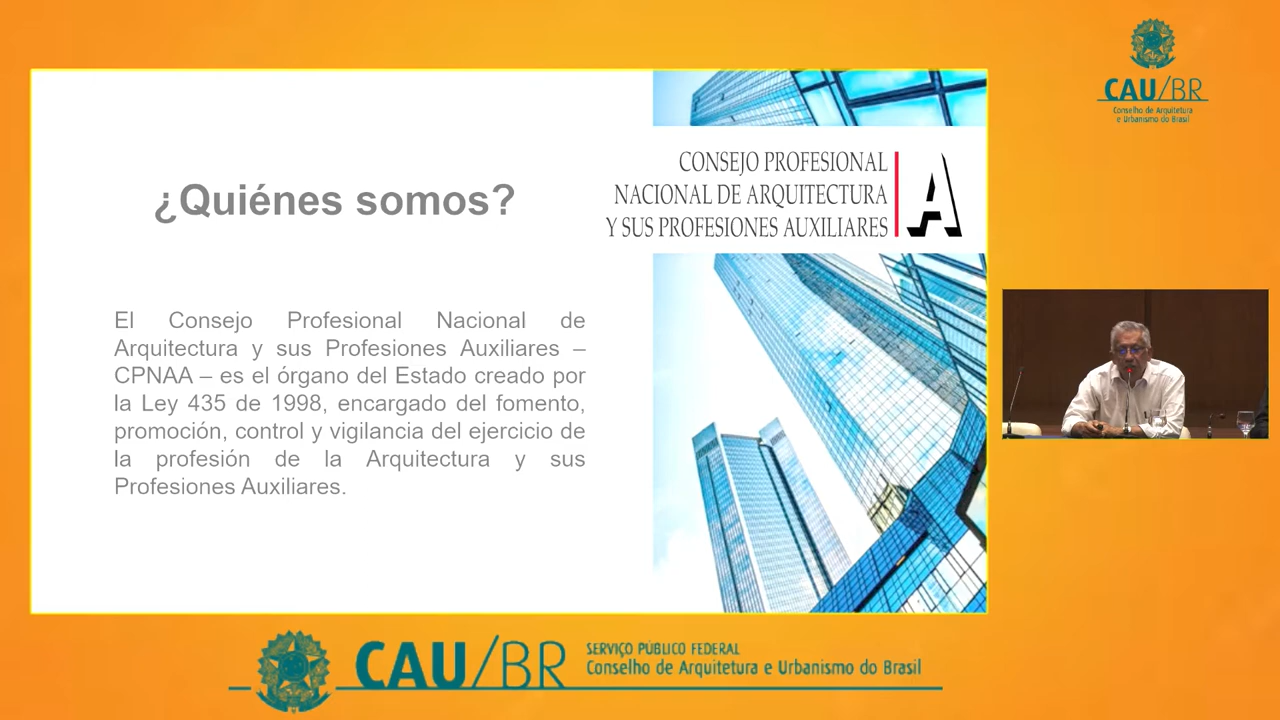 CAU/BR
Conselho de Arquitetura
e Urbanismo do Brasil
¿Quiénes somos?
CONSEJO PROFESIONAL
NACIONAL DE ARQUITECTURA
Y SUS PROFESIONES AUXILIARES
A
El Consejo Profesional Nacional de
Arquitectura y sus Profesiones Auxiliares –
CPNAA – es el órgano del Estado creado por
la Ley 435 de 1998, encargado del fomento,
promoción, control y vigilancia del ejercicio de
la profesión de la Arquitectura y sus
Profesiones Auxiliares.
CAU/BR
SERVIÇO PÚBLICO FEDERAL
Conselho de Arquitetura e Urbanismo do Brasil